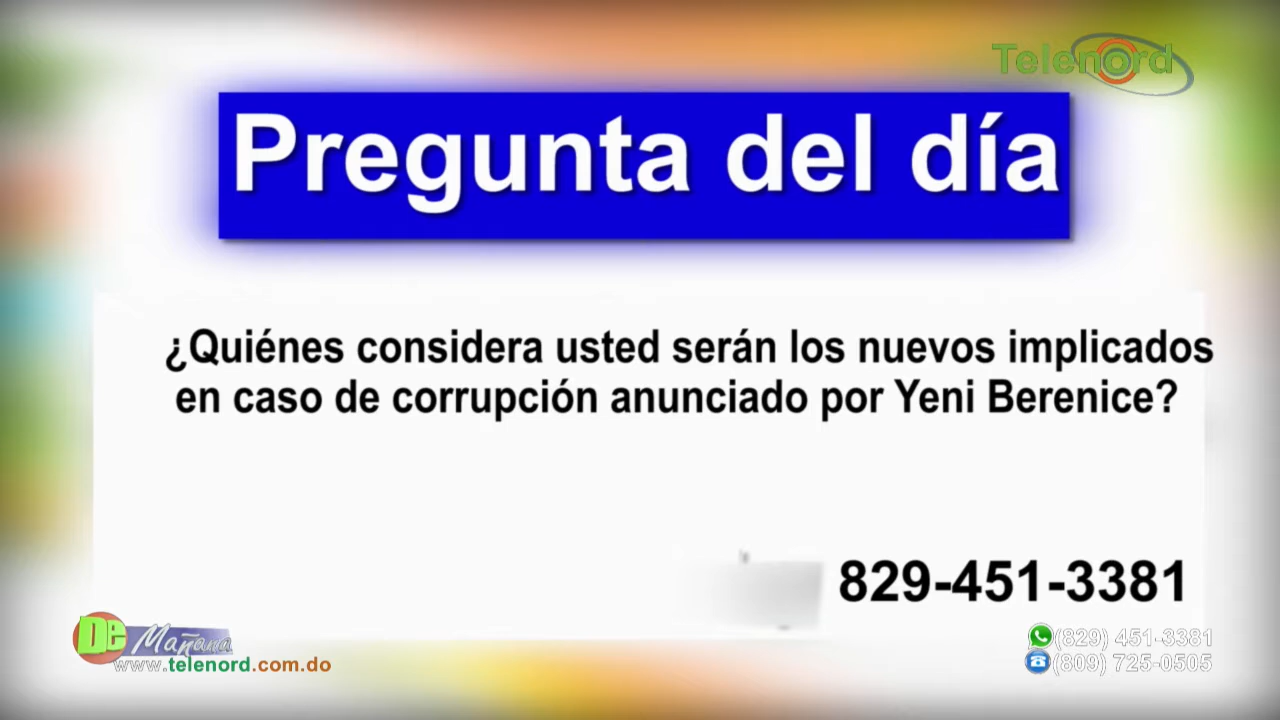 Telenord
Pregunta del día
¿Quiénes considera usted serán los nuevos implicados
en caso de corrupción anunciado por Yeni Berenice?
829-451-3381
De Mañana
www.telenord.com.do
(829) 451-3381
(809) 725-0505